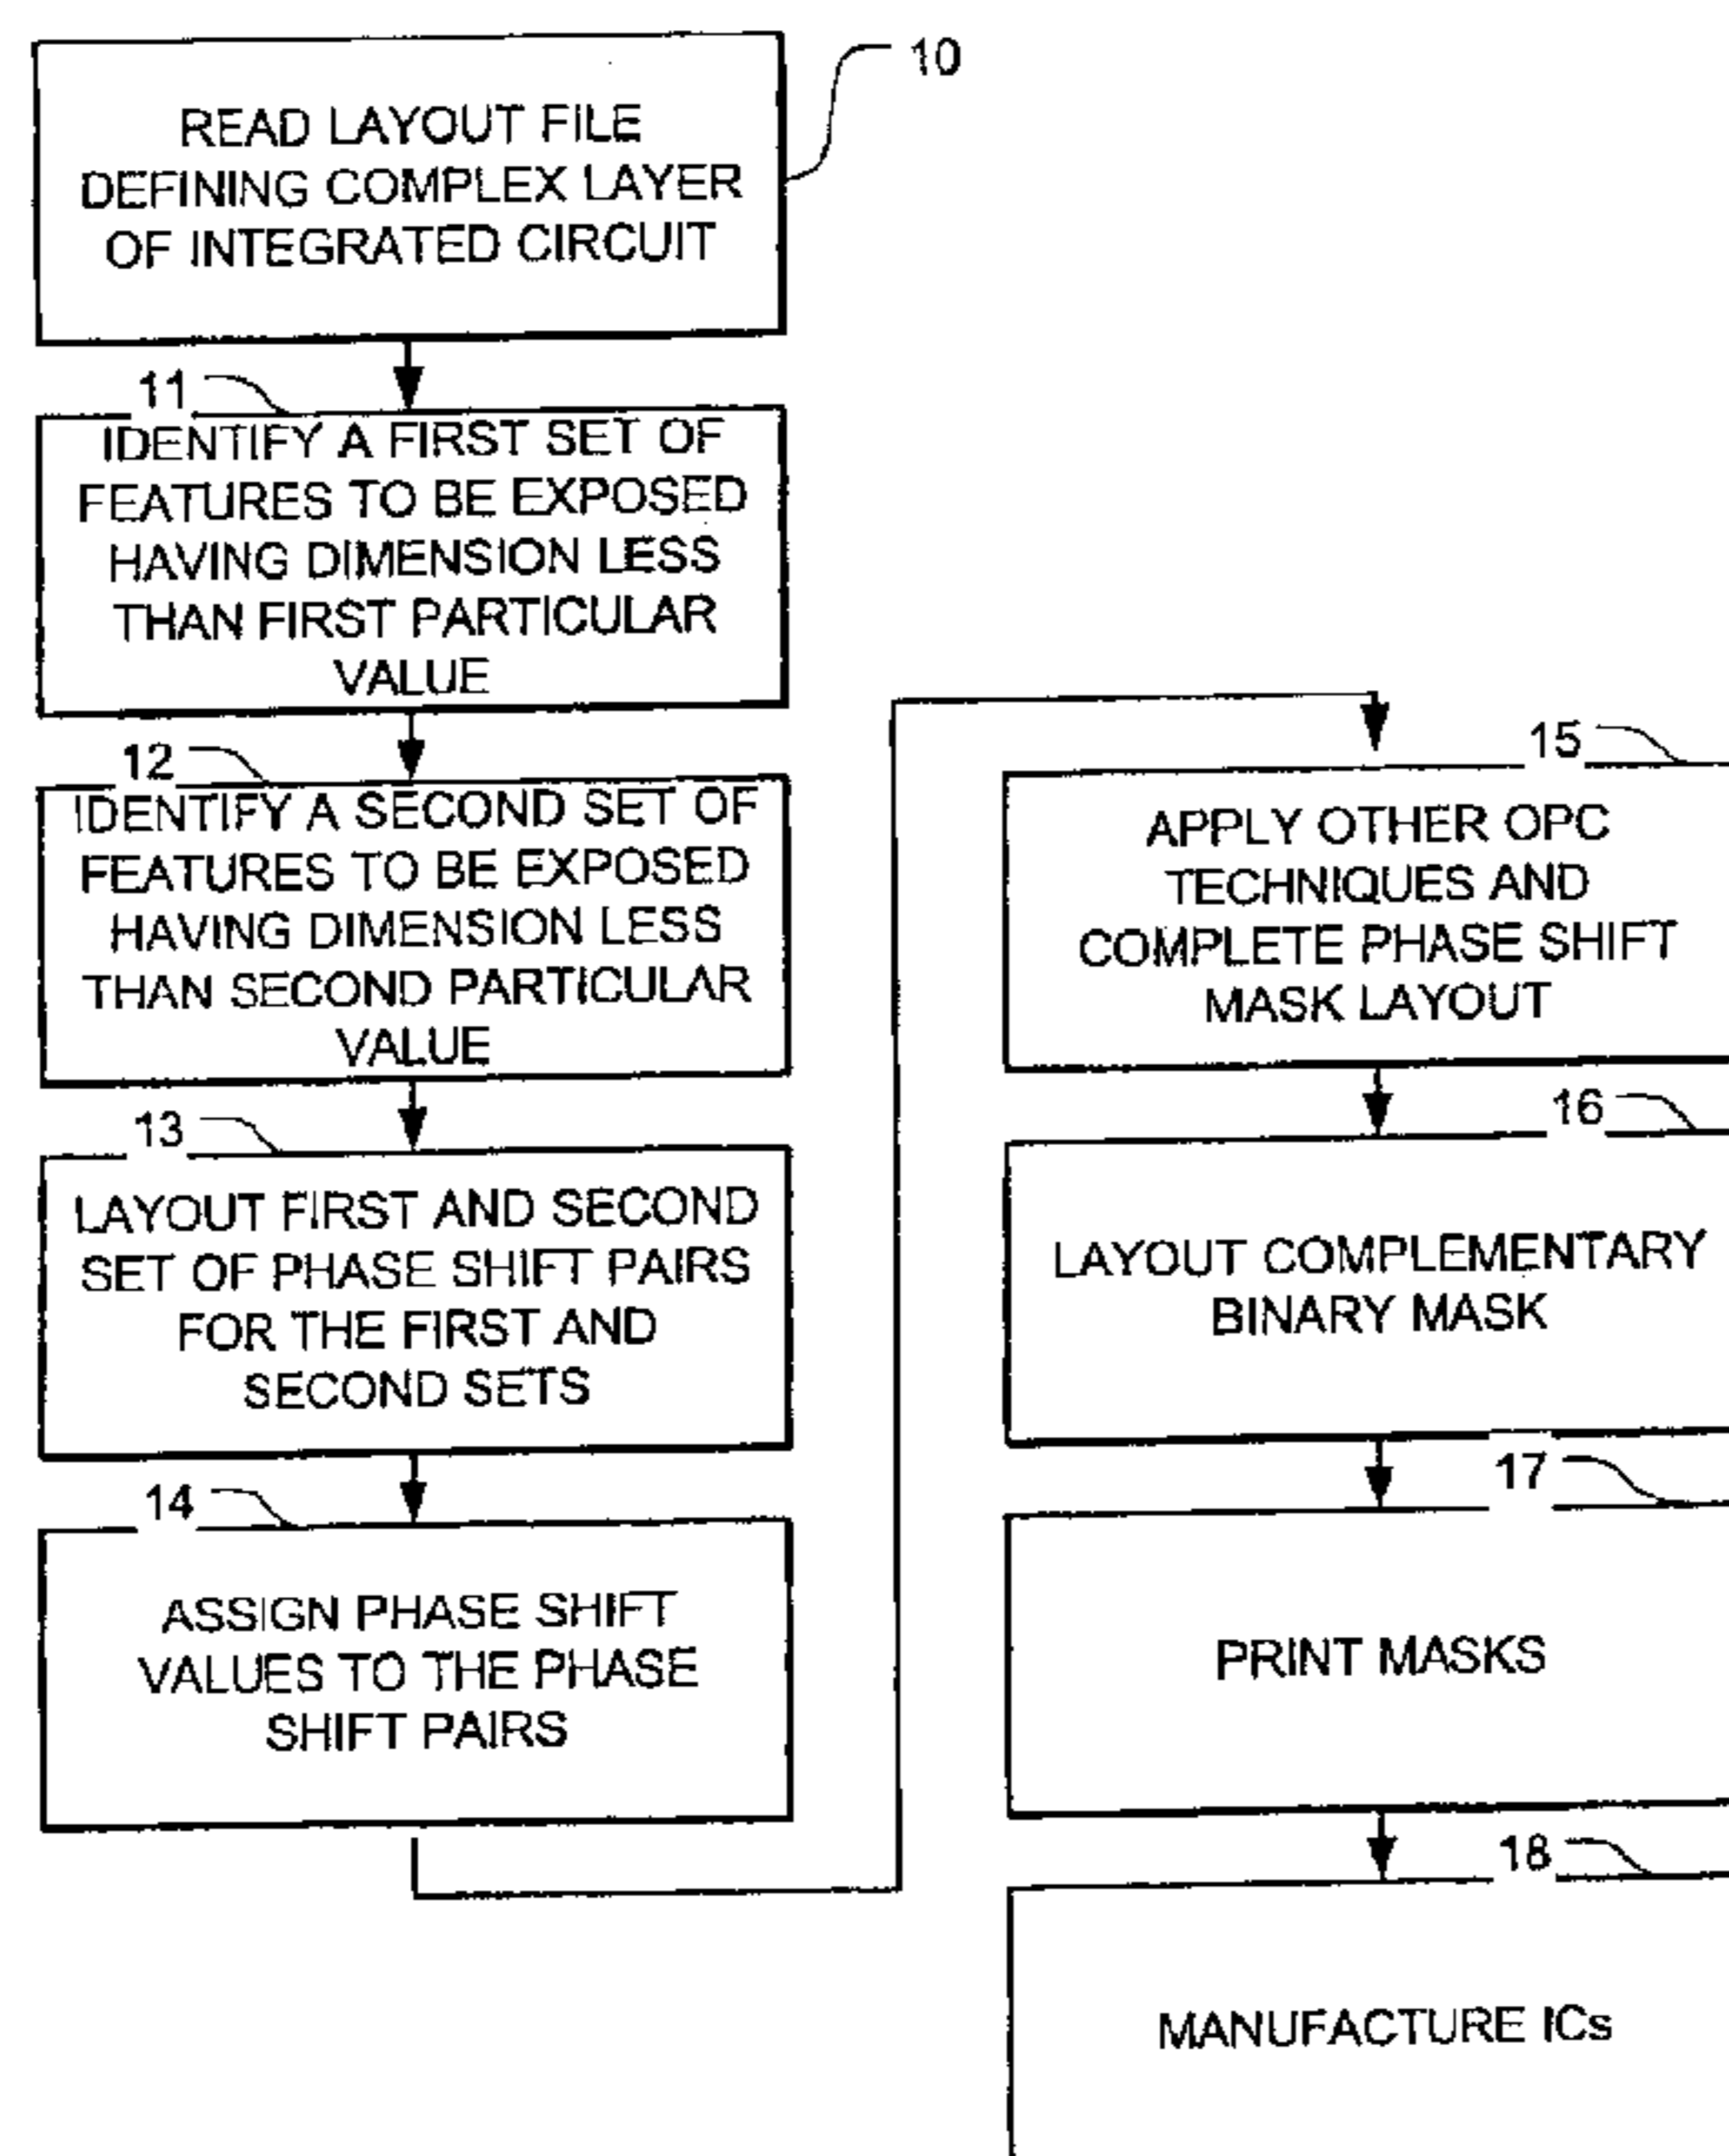 10
READ LAYOUT FILE
DEFINING COMPLEX LAYER
OF INTEGRATED CIRCUIT
11
IDENTIFY A FIRST SET OF
FEATURES TO BE EXPOSED
HAVING DIMENSION LESS
THAN FIRST PARTICULAR
VALUE
12
IDENTIFY A SECOND SET OF
FEATURES TO BE EXPOSED
HAVING DIMENSION LESS
THAN SECOND PARTICULAR
VALUE
13
LAYOUT FIRST AND SECOND
SET OF PHASE SHIFT PAIRS
FOR THE FIRST AND
SECOND SETS
14
ASSIGN PHASE SHIFT
VALUES TO THE PHASE
SHIFT PAIRS
15
APPLY OTHER OPC
TECHNIQUES AND
COMPLETE PHASE SHIFT
MASK LAYOUT
16
LAYOUT COMPLEMENTARY
BINARY MASK
17
PRINT MASKS
18
MANUFACTURE ICs